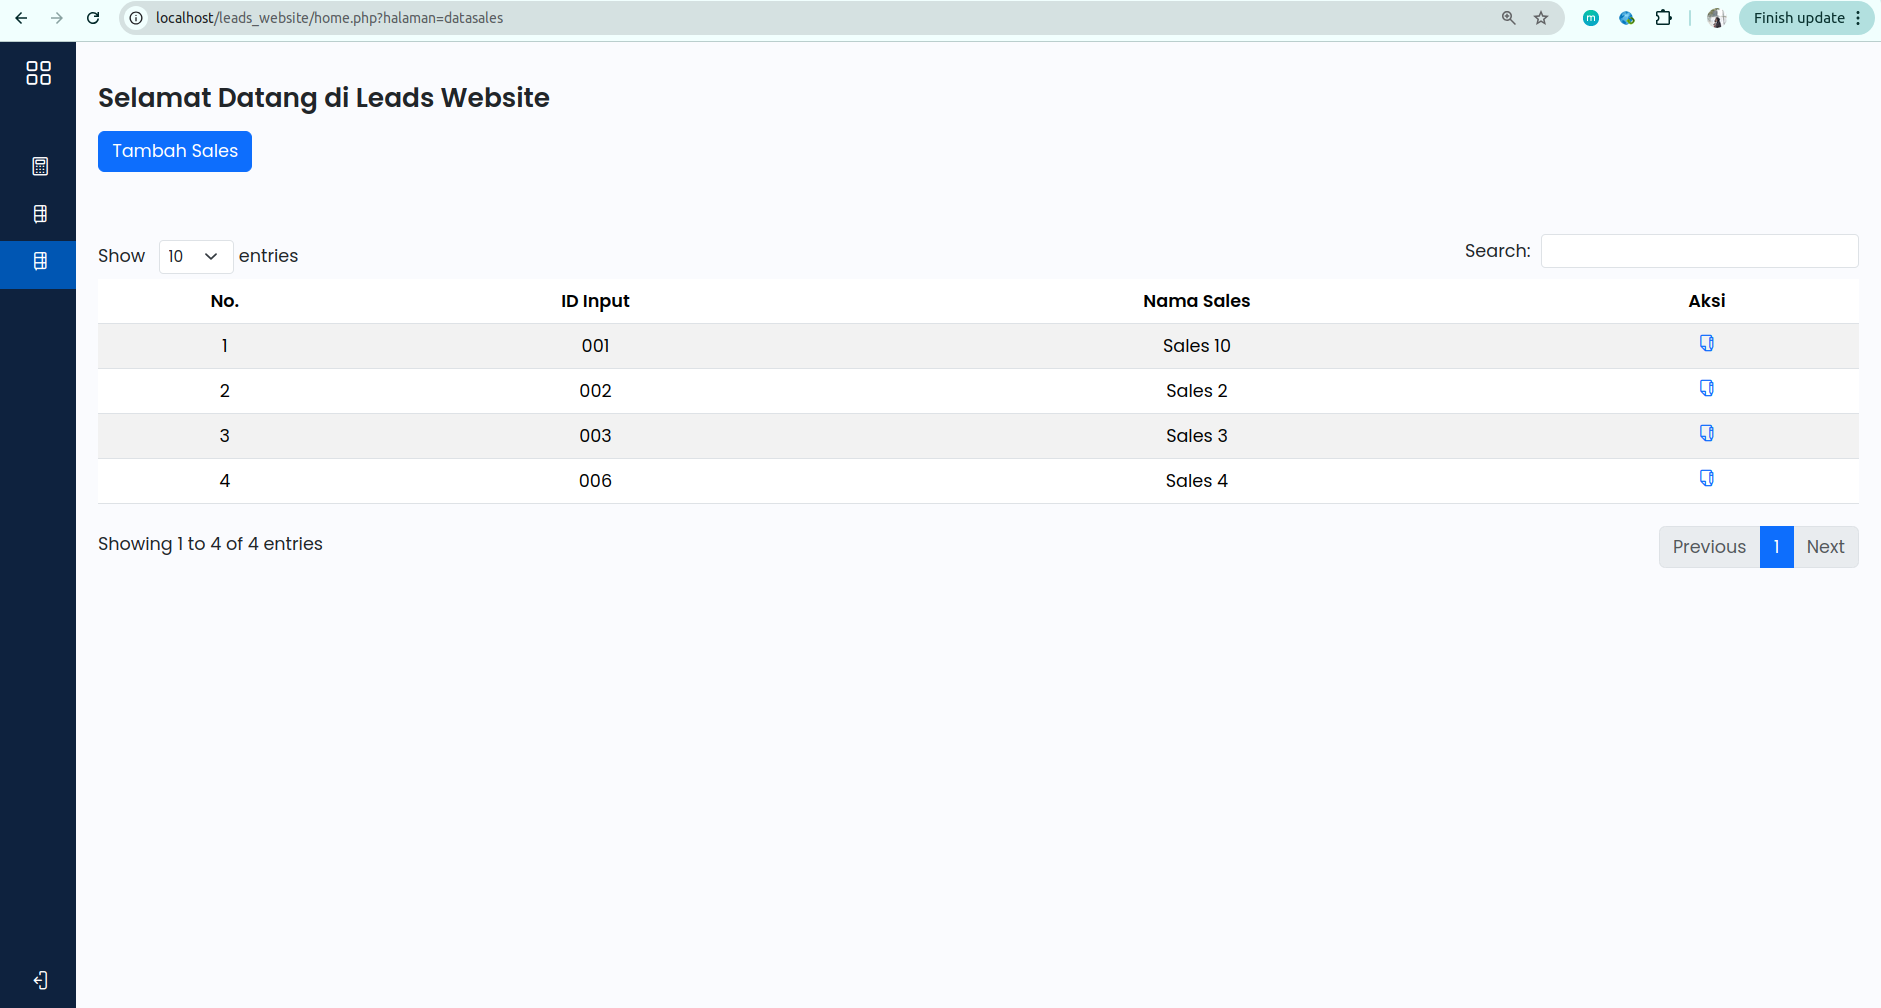 localhost/leads_website/home.php?halaman=datasales
m
Finish update
Selamat Datang di Leads Website
Tambah Sales
Show 10 entries
Search:
No. ID Input Nama Sales Aksi
1 001 Sales 10
2 002 Sales 2
3 003 Sales 3
4 006 Sales 4
Showing 1 to 4 of 4 entries
Previous 1 Next